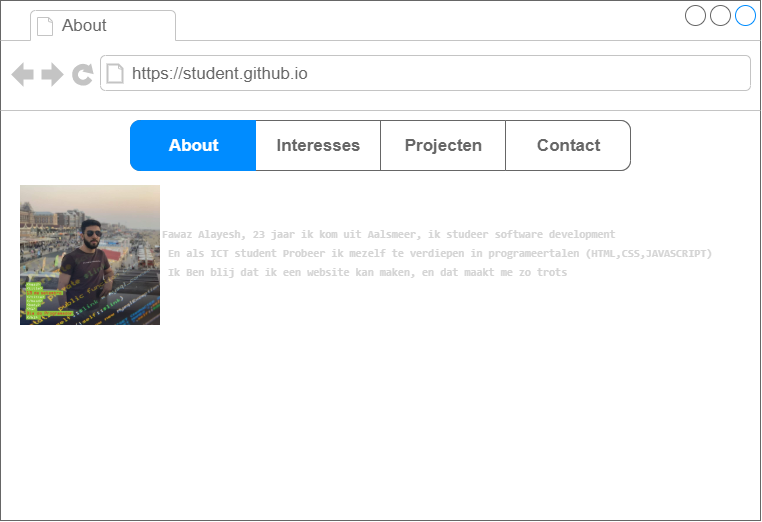 About
https://student.github.io
About Interesses Projecten Contact
Fawaz Alayesh, 23 jaar ik kom uit Aalsmeer, ik studeer software development
En als ICT student Probeer ik mezelf te verdiepen in programeertalen (HTML,CSS,JAVASCRIPT)
Ik Ben blij dat ik een website kan maken, en dat maakt me zo trots